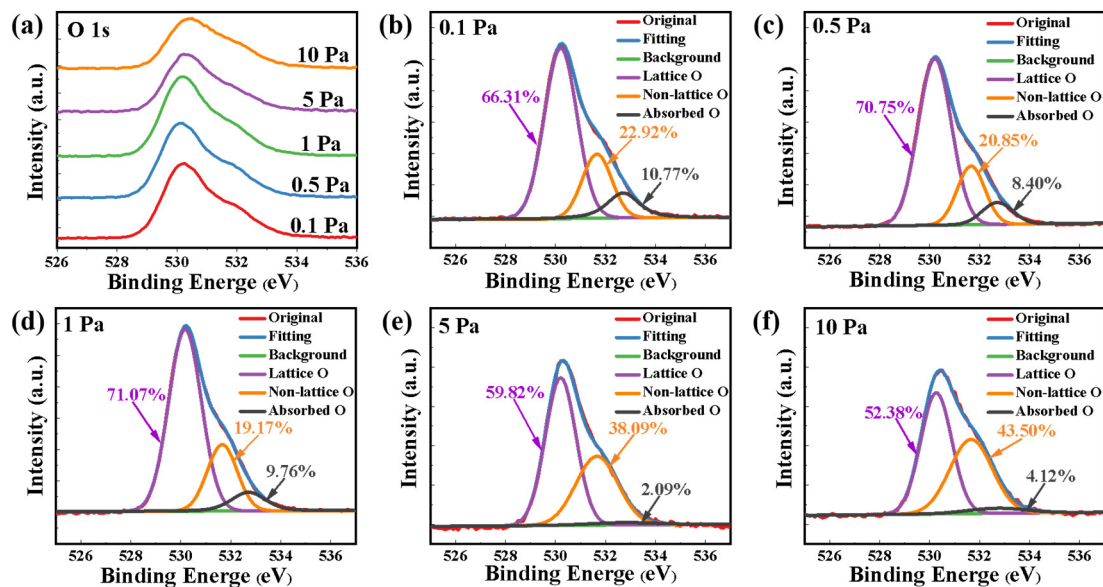 (a)
O 1s
10 Pa
5 Pa
1 Pa
0.5 Pa
0.1 Pa
Intensity (a.u.)
526 528 530 532 534 536
Binding Energe (eV)
(b)
0.1 Pa
Original
Fitting
Background
Lattice O
Non-lattice O
Absorbed O
66.31%
22.92%
10.77%
Intensity (a.u.)
526 528 530 532 534 536
Binding Energe (eV)
(c)
0.5 Pa
Original
Fitting
Background
Lattice O
Non-lattice O
Absorbed O
70.75%
20.85%
8.40%
Intensity (a.u.)
526 528 530 532 534 536
Binding Energe (eV)
(d)
1 Pa
Original
Fitting
Background
Lattice O
Non-lattice O
Absorbed O
71.07%
19.17%
9.76%
Intensity (a.u.)
526 528 530 532 534 536
Binding Energe (eV)
(e)
5 Pa
Original
Fitting
Background
Lattice O
Non-lattice O
Absorbed O
59.82%
38.09%
2.09%
Intensity (a.u.)
526 528 530 532 534 536
Binding Energe (eV)
(f)
10 Pa
Original
Fitting
Background
Lattice O
Non-lattice O
Absorbed O
52.38%
43.50%
4.12%
Intensity (a.u.)
526 528 530 532 534 536
Binding Energe (eV)